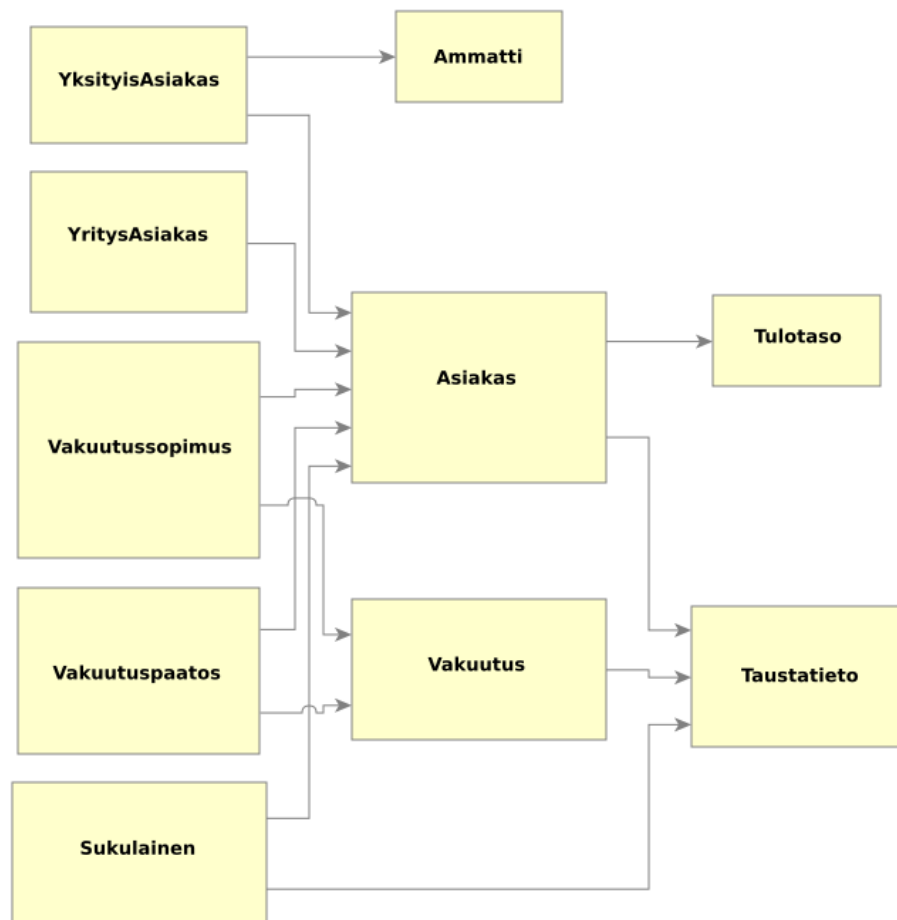 YksityisAsiakas
Ammatti
YritysAsiakas
Asiakas
Tulotaso
Vakuutussopimus
Vakuutuspaatos
Vakuutus
Taustatieto
Sukulainen